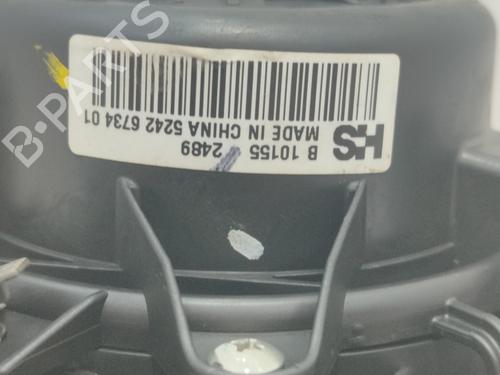 HS
B 10155
2489
MADE IN CHINA 5242 6734 01
B-PARTS